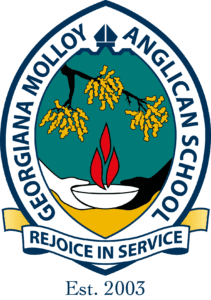 GEORGIANA MOLLOY ANGLICAN SCHOOL
REJOICE IN SERVICE
Est. 2003